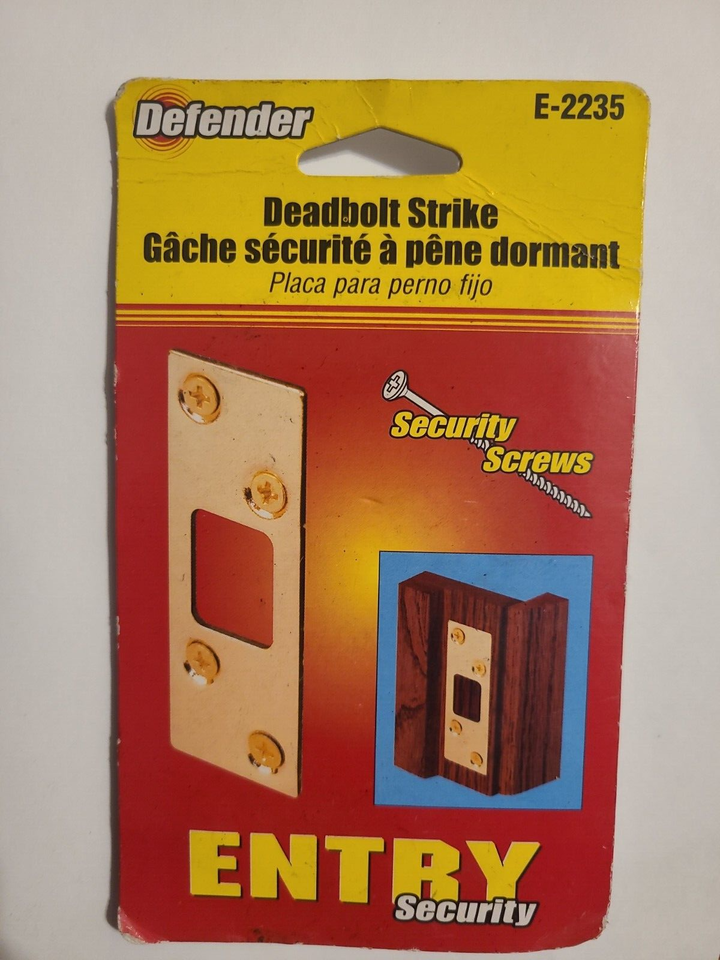 Defender
E-2235
Deadbolt Strike
Gâche sécurité à pêne dormant
Placa para perno fijo
Security
Screws
ENTRY
Security